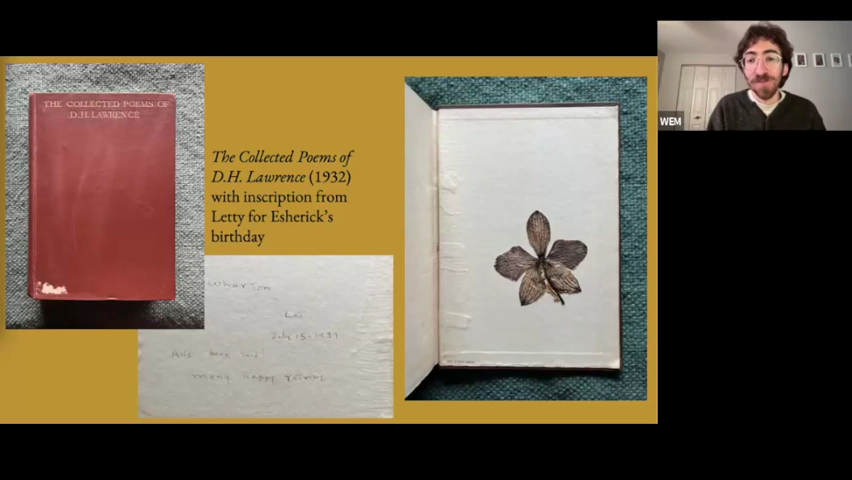 THE COLLECTED POEMS OF
D.H. LAWRENCE
The Collected Poems of
D.H. Lawrence (1932)
with inscription from
Letty for Esherick's
birthday
Wharton
July 15-1937
many happy
WEM